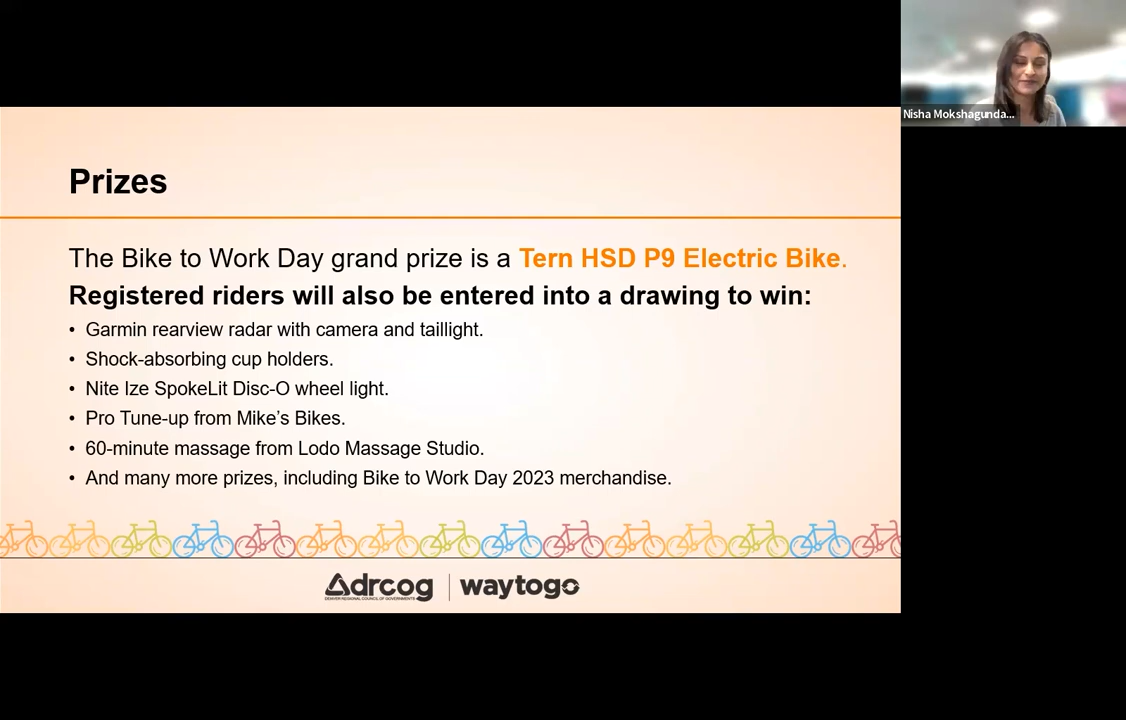 Nisha Mokshagunda...
Prizes
The Bike to Work Day grand prize is a Tern HSD P9 Electric Bike.
Registered riders will also be entered into a drawing to win:
• Garmin rearview radar with camera and taillight.
• Shock-absorbing cup holders.
• Nite Ize SpokeLit Disc-O wheel light.
• Pro Tune-up from Mike’s Bikes.
• 60-minute massage from Lodo Massage Studio.
• And many more prizes, including Bike to Work Day 2023 merchandise.
drcog | waytogo
DENVER REGIONAL COUNCIL OF GOVERNMENTS